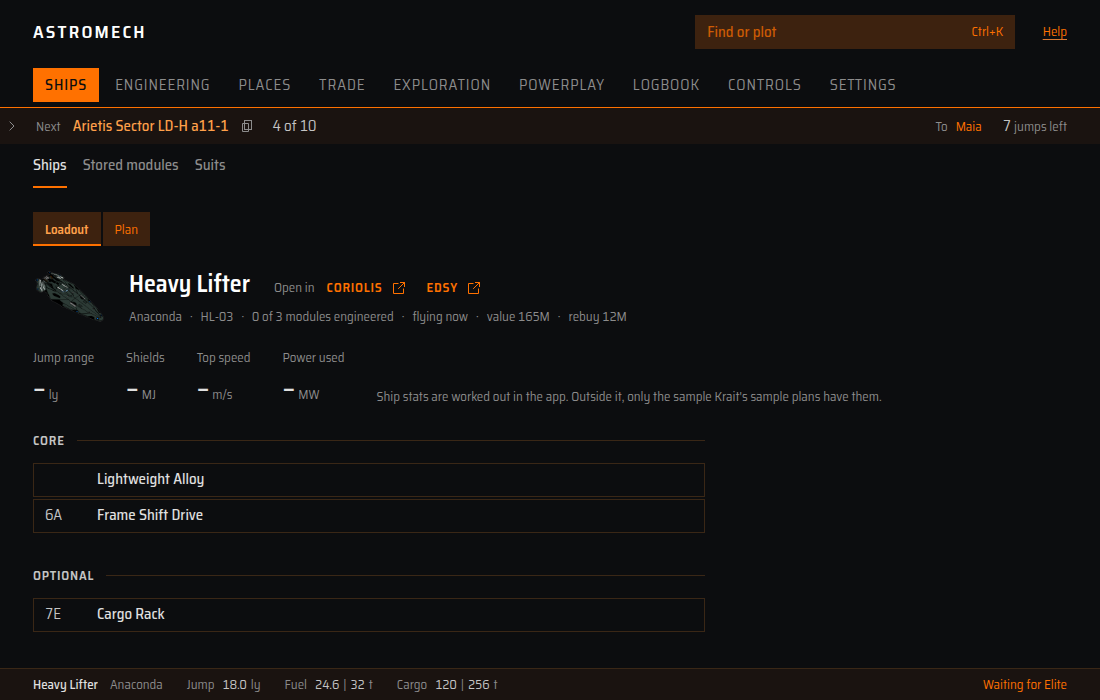 ASTROMECH
Find or plot Ctrl+K
Help
SHIPS ENGINEERING PLACES TRADE EXPLORATION POWERPLAY LOGBOOK CONTROLS SETTINGS
Next Arietis Sector LD-H a11-1 4 of 10 To Maia 7 jumps left
Ships Stored modules Suits
Loadout Plan
Heavy Lifter Open in CORIOLIS EDSY
Anaconda · HL-03 · 0 of 3 modules engineered · flying now · value 165M · rebuy 12M
Jump range Shields Top speed Power used
– ly – MJ – m/s – MW Ship stats are worked out in the app. Outside it, only the sample Krait's sample plans have them.
CORE
Lightweight Alloy
6A Frame Shift Drive
OPTIONAL
7E Cargo Rack
Heavy Lifter Anaconda Jump 18.0 ly Fuel 24.6 | 32 t Cargo 120 | 256 t Waiting for Elite